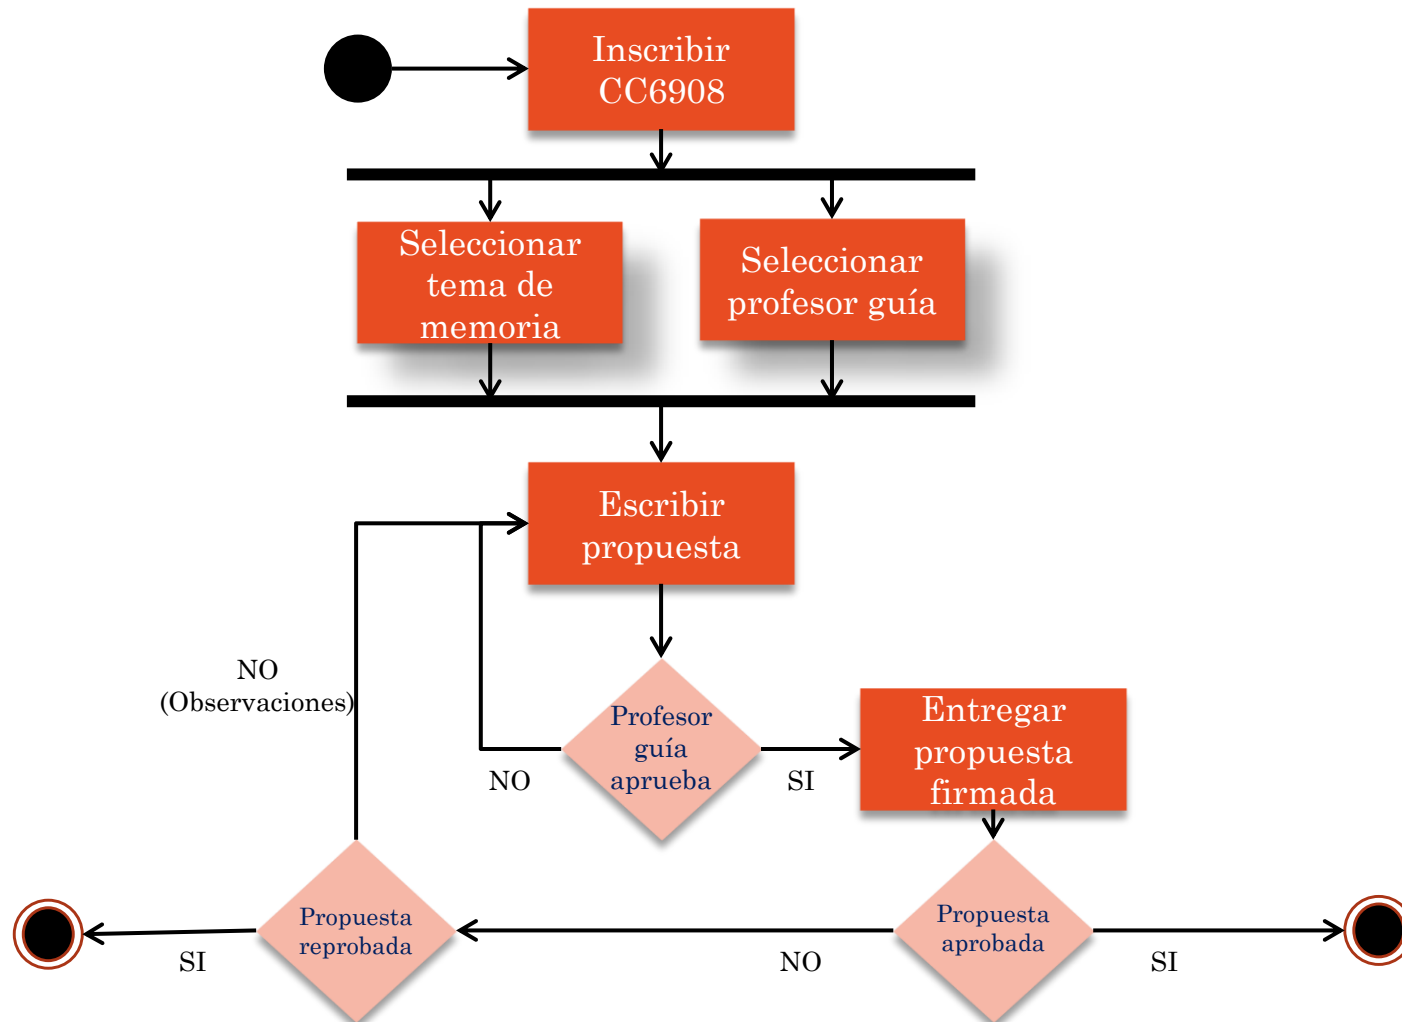 Inscribir
CC6908
Seleccionar
tema de
memoria
Seleccionar
profesor guía
Escribir
propuesta
NO
(Observaciones)
Profesor
guía
aprueba
NO
SI
Entregar
propuesta
firmada
Propuesta
reprobada
Propuesta
aprobada
SI
NO
SI